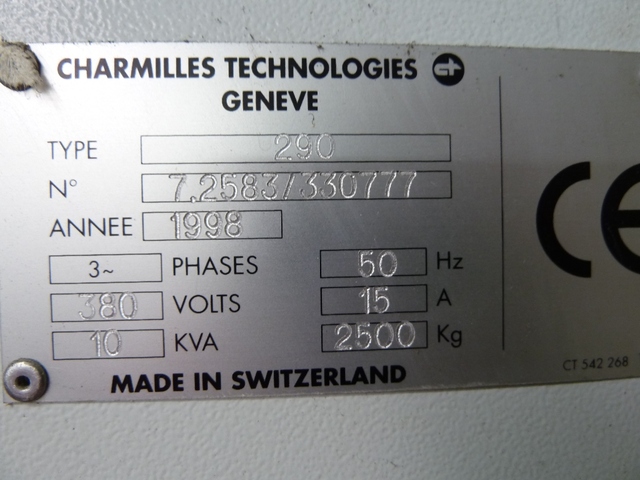 CHARMILLES TECHNOLOGIES
GENEVE
TYPE 290
N° 7.2583/330777
ANNEE 1998
3~ PHASES 50 Hz
380 VOLTS 15 A
10 KVA 2500 Kg
MADE IN SWITZERLAND
CE
CT 542 268